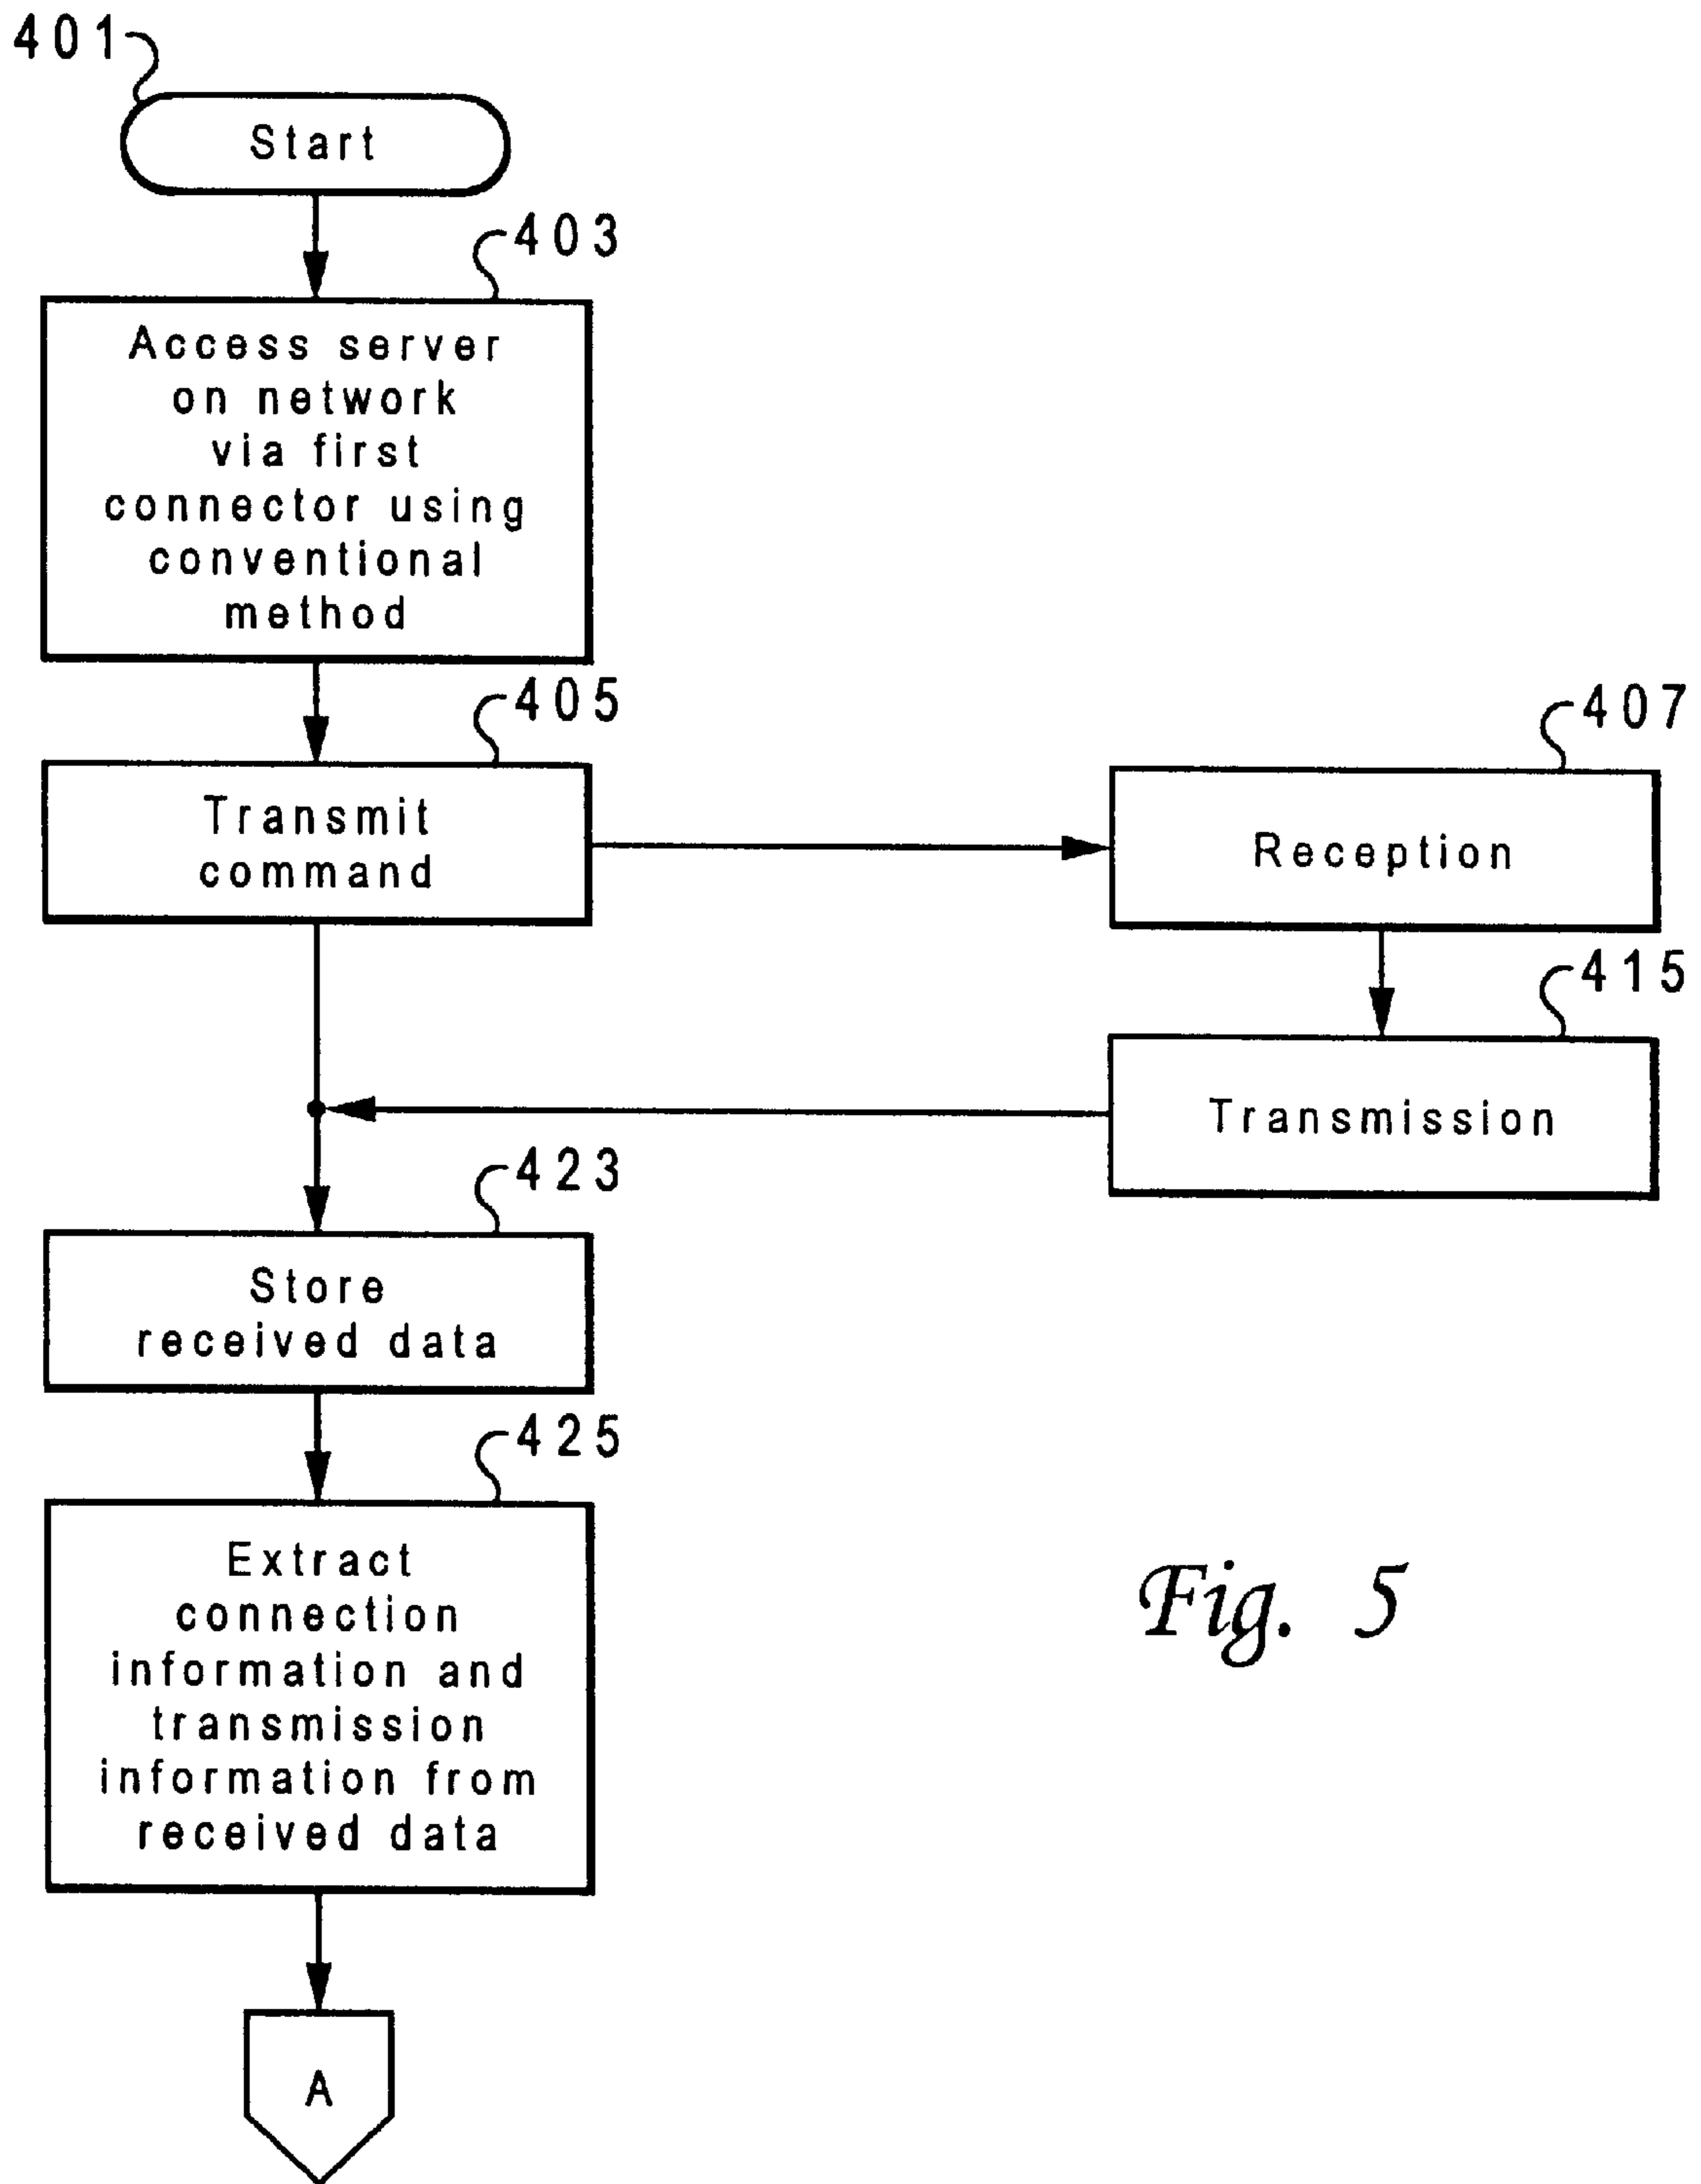 401
Start
403
Access server
on network
via first
connector using
conventional
method
405
Transmit
command
407
Reception
415
Transmission
423
Store
received data
425
Extract
connection
information and
transmission
information from
received data
Fig. 5
A